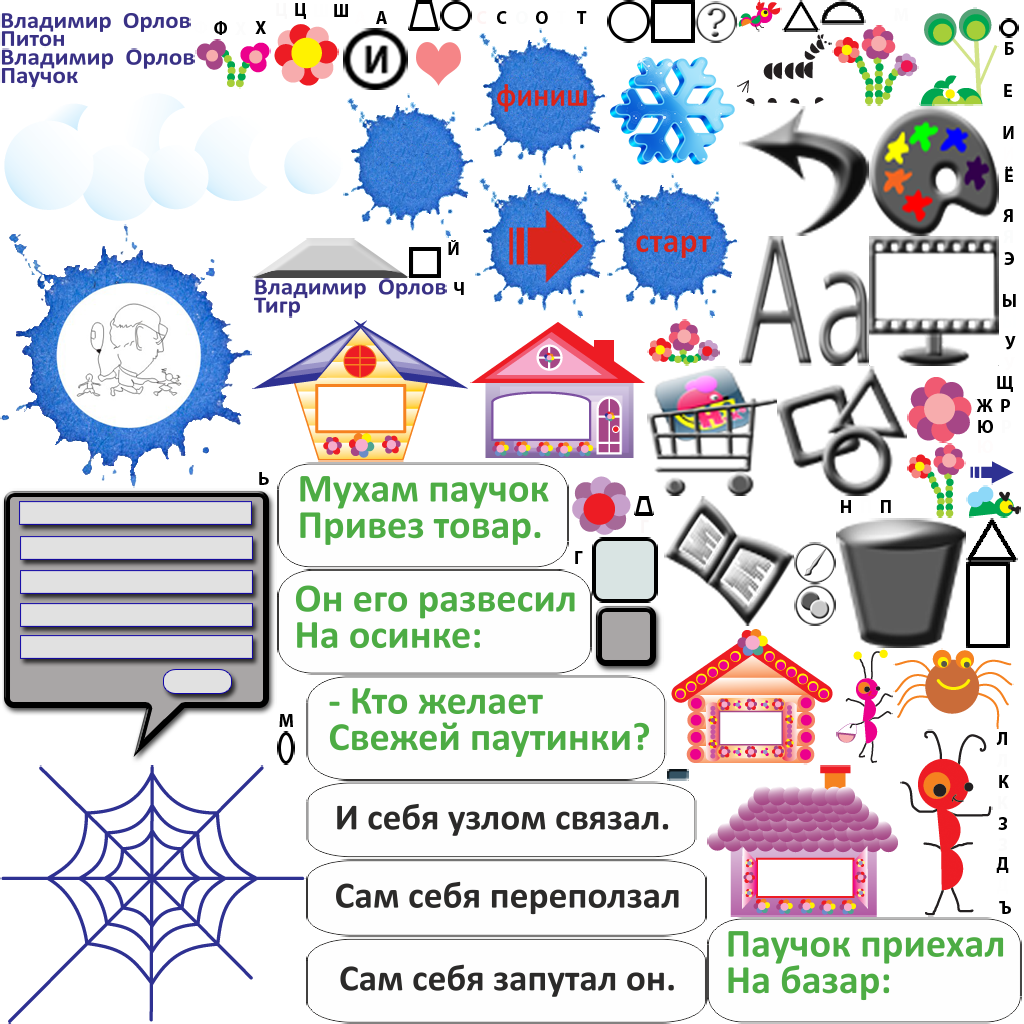 Владимир Орлов
Питон
Владимир Орлов
Паучок
Ф
Х
Ц
Ш
А
С
О
Т
?
И
финиш
старт
Б
Е
И
Ё
Я
Э
Ы
У
Й
Ч
Владимир Орлов
Тигр
Аа
Щ
Ж
Р
Ю
Ь
Мухам паучок
Привез товар.
Н
П
Г
Он его развесил
На осинке:
М
- Кто желает
Свежей паутинки?
Л
К
З
Д
Ъ
И себя узлом связал.
Сам себя переползал
Сам себя запутал он.
Паучок приехал
На базар: